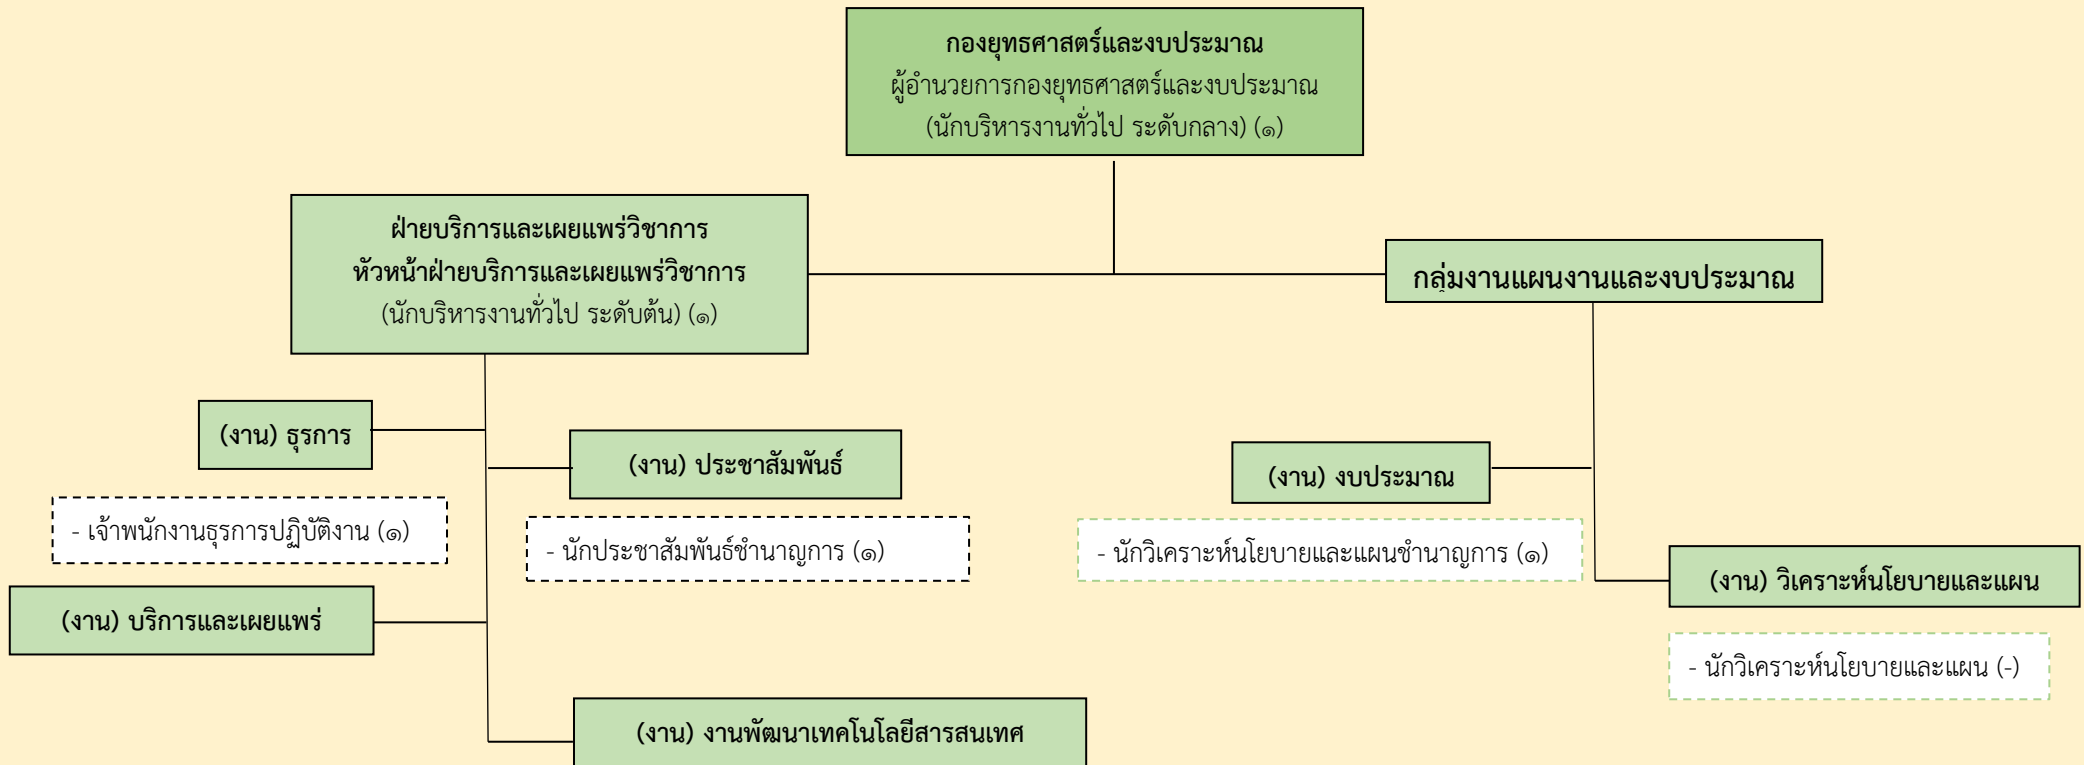 กองยุทธศาสตร์และงบประมาณ
ผู้อำนวยการกองยุทธศาสตร์และงบประมาณ
(นักบริหารงานทั่วไป ระดับกลาง) (๑)
ฝ่ายบริการและเผยแพร่วิชาการ
หัวหน้าฝ่ายบริการและเผยแพร่วิชาการ
(นักบริหารงานทั่วไป ระดับต้น) (๑)
กลุ่มงานแผนงานและงบประมาณ
(งาน) ธุรการ
- เจ้าพนักงานธุรการปฏิบัติงาน (๑)
(งาน) ประชาสัมพันธ์
- นักประชาสัมพันธ์ชำนาญการ (๑)
(งาน) บริการและเผยแพร่
(งาน) งานพัฒนาเทคโนโลยีสารสนเทศ
(งาน) งบประมาณ
- นักวิเคราะห์นโยบายและแผนชำนาญการ (๑)
(งาน) วิเคราะห์นโยบายและแผน
- นักวิเคราะห์นโยบายและแผน (-)